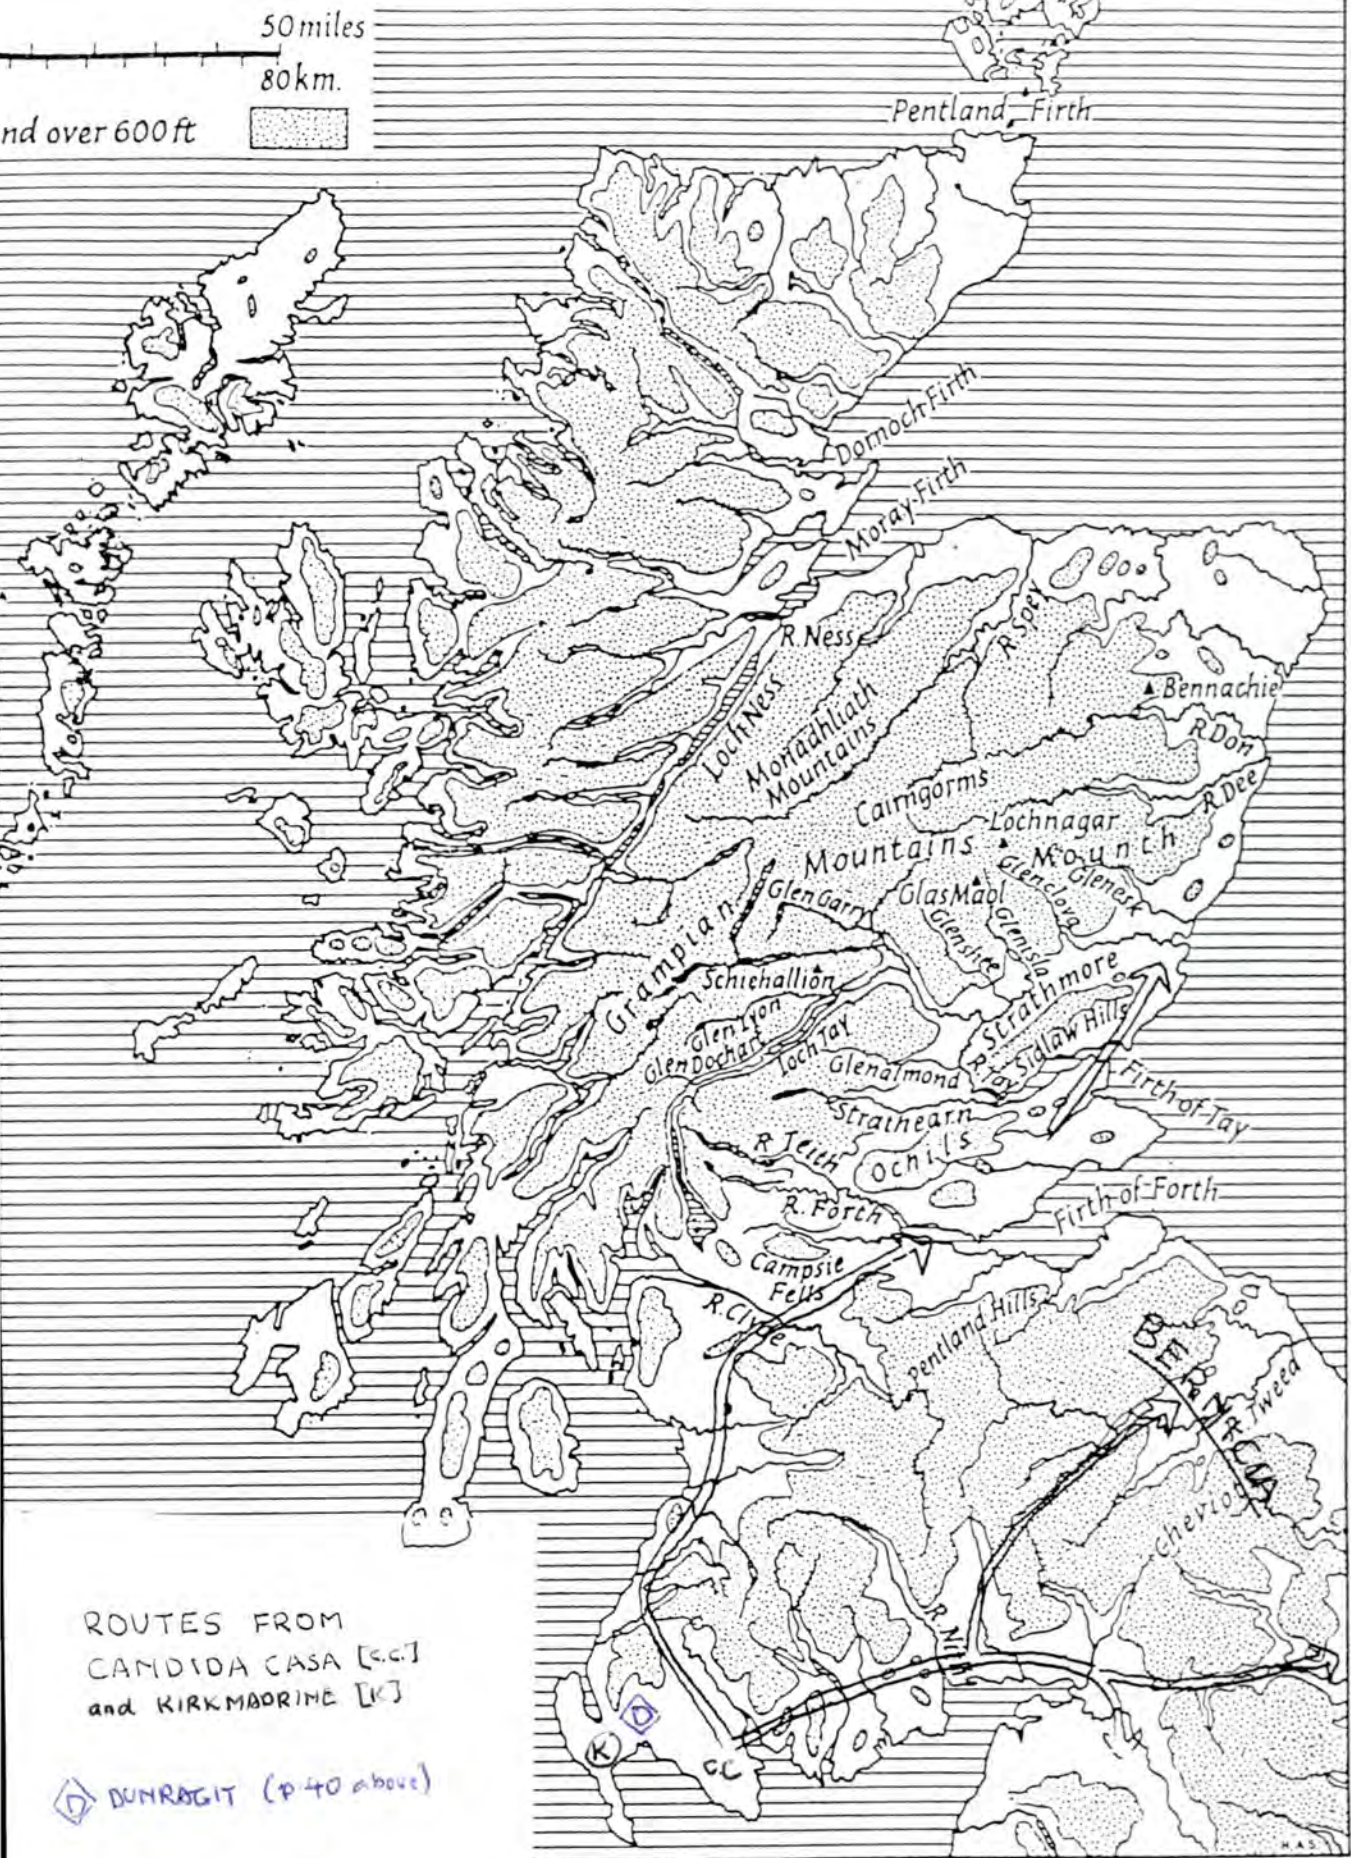 50 miles
80 km.
nd over 600 ft
Pentland Firth
Dornoch Firth
Moray Firth
R. Ness
R. Spey
Bennachie
Loch Ness
Monadhliath
Mountains
R. Don
Cairngorms
R. Dee
Lochnagar
Mountains
Mounth
Glen Garry
Glas Maol
Glen Clova
Glenesk
Grampian
Glenshee
Glenisla
Schiehallion
Strathmore
Glen Lyon
Glen Dochart
Loch Tay
R. Tay
Sidlaw Hills
Glenalmond
Firth of Tay
Strathearn
R. Teith
Ochils
R. Forth
Firth of Forth
Campsie
Fells
R. Clyde
Pentland Hills
BERNICIA
R. Tweed
Cheviot
R. Nith
ROUTES FROM
CANDIDA CASA [C.C.]
and KIRKMADRINE [K]
D
K
CC
D DUNRAGIT (p 40 above)
H.A.S.